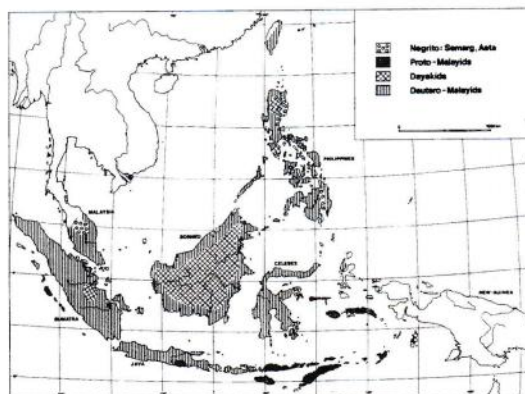 Negrito: Semang, Aeta
Proto-Malayids
Dayakids
Deutero-Malayids
PHILIPPINES
MALAYSIA
BORNEO
CELEBES
NEW GUINEA
SUMATRA
JAVA